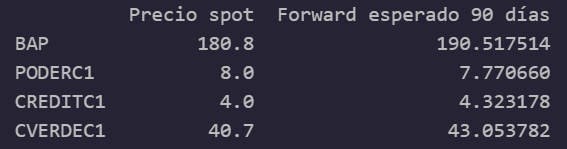 Precio spot Forward esperado 90 días
BAP 180.8 190.517514
PODERC1 8.0 7.770660
CREDITC1 4.0 4.323178
CVERDEC1 40.7 43.053782